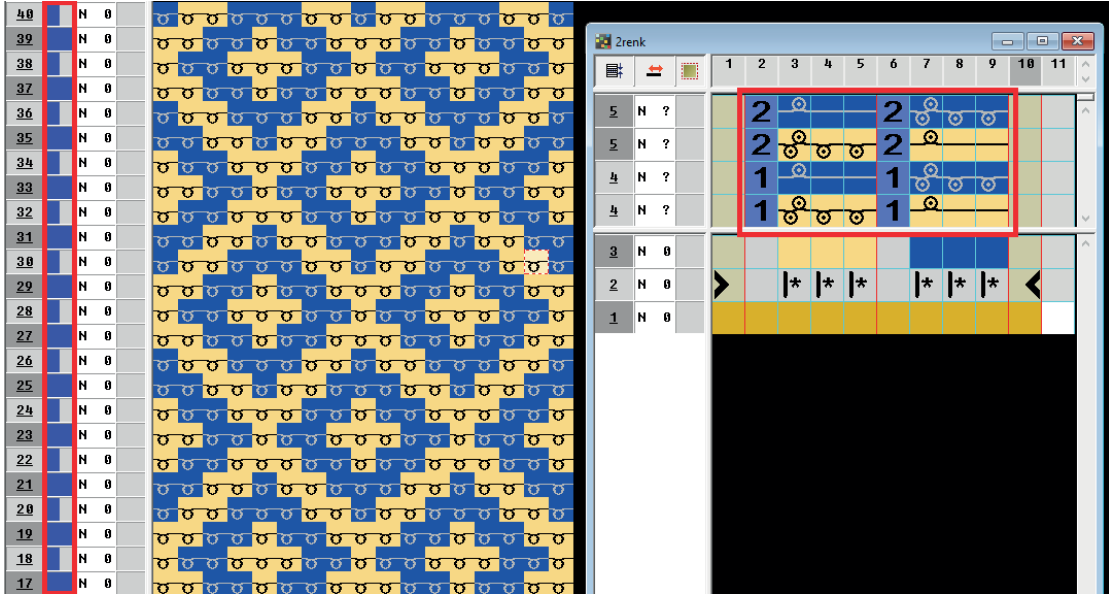 40 N 0
39 N 0
38 N 0
37 N 0
36 N 0
35 N 0
34 N 0
33 N 0
32 N 0
31 N 0
30 N 0
29 N 0
28 N 0
27 N 0
26 N 0
25 N 0
24 N 0
23 N 0
22 N 0
21 N 0
20 N 0
19 N 0
18 N 0
17 N 0
2renk
1 2 3 4 5 6 7 8 9 10 11
5 N ? 2 2
5 N ? 2 2
4 N ? 1 1
4 N ? 1 1
3 N 0
2 N 0 |* |* |* |* |* |*
1 N 0